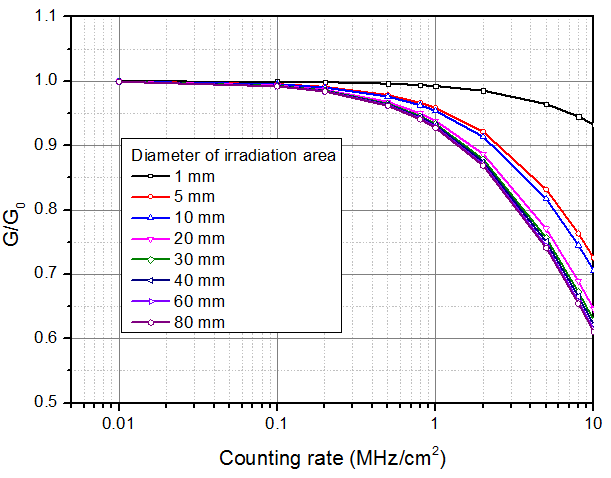 1.1
1.0
0.9
0.8
0.7
0.6
0.5
G/G0
Diameter of irradiation area
1 mm
5 mm
10 mm
20 mm
30 mm
40 mm
60 mm
80 mm
0.01 0.1 1 10
Counting rate (MHz/cm²)